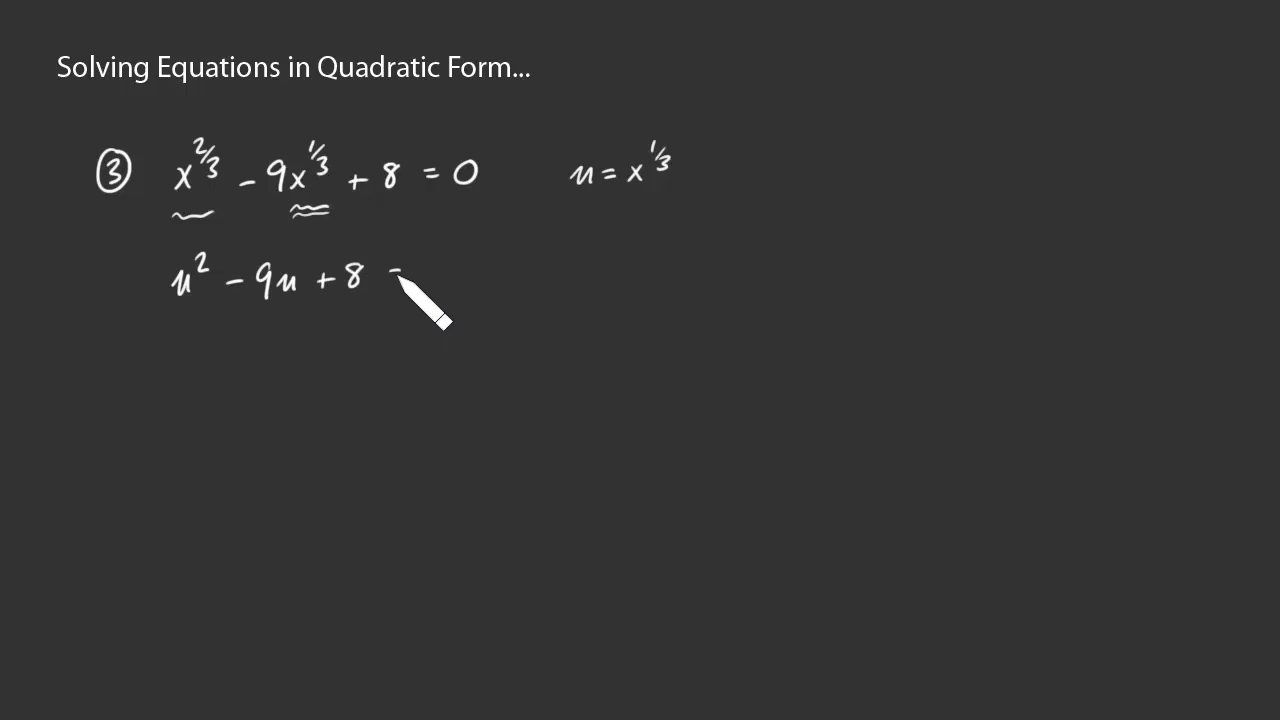 Solving Equations in Quadratic Form...
③ x^{2/3} - 9x^{1/3} + 8 = 0 u = x^{1/3}
u² - 9u + 8 -